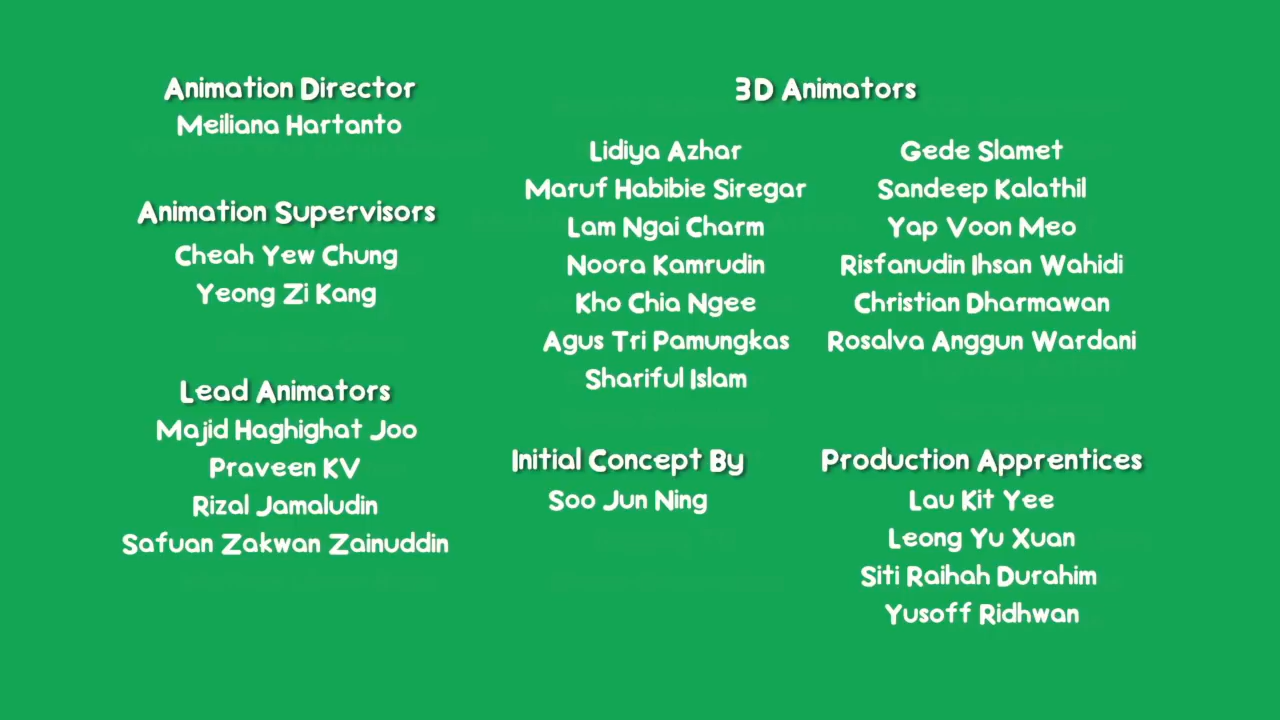 Animation Director
Meiliana Hartanto
Animation Supervisors
Cheah Yew Chung
Yeong Zi Kang
Lead Animators
Majid Haghighat Joo
Praveen KV
Rizal Jamaludin
Safuan Zakwan Zainuddin
3D Animators
Lidiya Azhar
Maruf Habibie Siregar
Lam Ngai Charm
Noora Kamrudin
Kho Chia Ngee
Agus Tri Pamungkas
Shariful Islam
Gede Slamet
Sandeep Kalathil
Yap Voon Meo
Risfanudin Ihsan Wahidi
Christian Dharmawan
Rosalva Anggun Wardani
Initial Concept By
Soo Jun Ning
Production Apprentices
Lau Kit Yee
Leong Yu Xuan
Siti Raihah Durahim
Yusoff Ridhwan